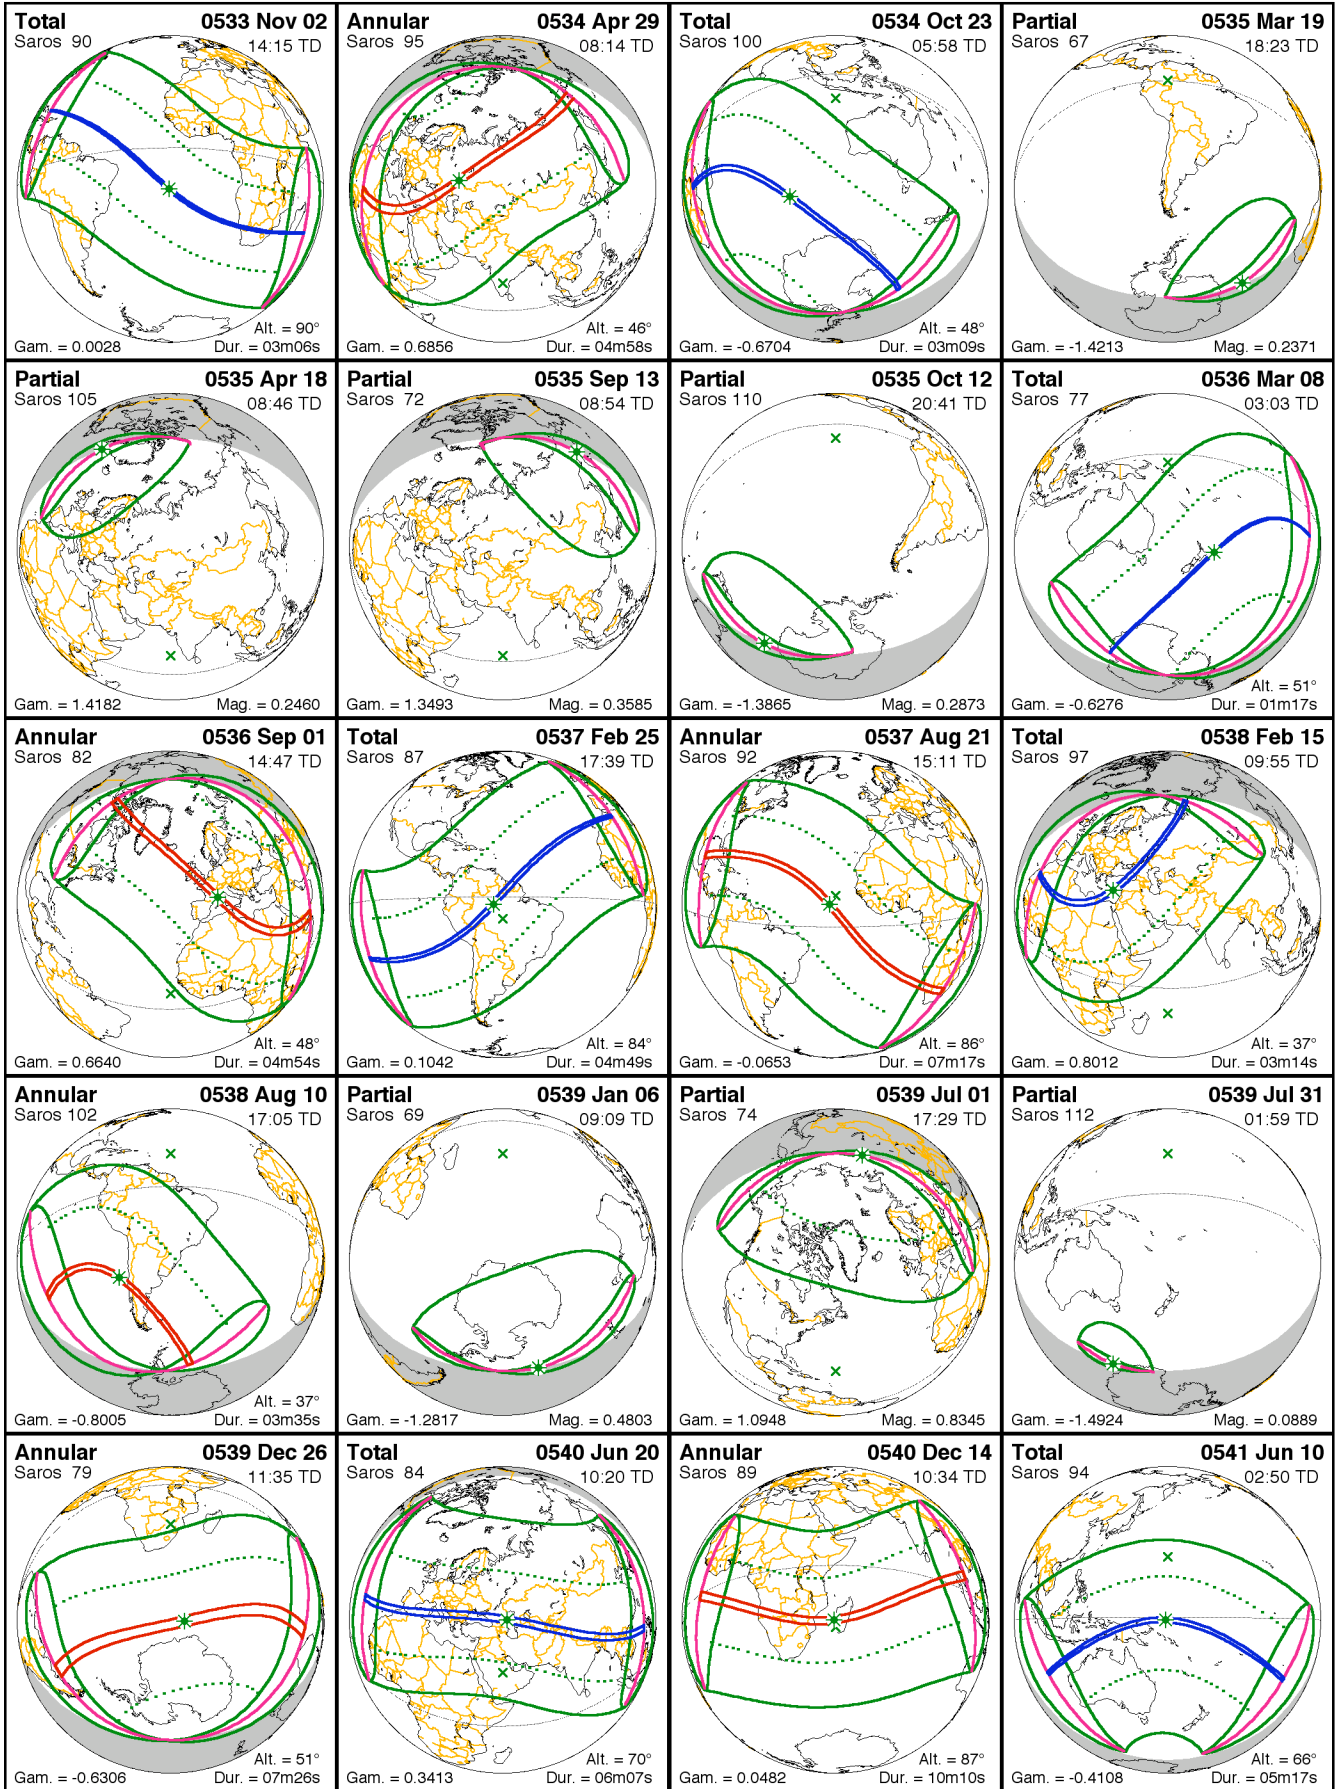 Total 0533 Nov 02
Saros 90 14:15 TD
Alt. = 90°
Gam. = 0.0028 Dur. = 03m06s
Annular 0534 Apr 29
Saros 95 08:14 TD
Alt. = 46°
Gam. = 0.6856 Dur. = 04m58s
Total 0534 Oct 23
Saros 100 05:58 TD
Alt. = 48°
Gam. = -0.6704 Dur. = 03m09s
Partial 0535 Mar 19
Saros 67 18:23 TD
Gam. = -1.4213 Mag. = 0.2371
Partial 0535 Apr 18
Saros 105 08:46 TD
Gam. = 1.4182 Mag. = 0.2460
Partial 0535 Sep 13
Saros 72 08:54 TD
Gam. = 1.3493 Mag. = 0.3585
Partial 0535 Oct 12
Saros 110 20:41 TD
Gam. = -1.3865 Mag. = 0.2873
Total 0536 Mar 08
Saros 77 03:03 TD
Alt. = 51°
Gam. = -0.6276 Dur. = 01m17s
Annular 0536 Sep 01
Saros 82 14:47 TD
Alt. = 48°
Gam. = 0.6640 Dur. = 04m54s
Total 0537 Feb 25
Saros 87 17:39 TD
Alt. = 84°
Gam. = 0.1042 Dur. = 04m49s
Annular 0537 Aug 21
Saros 92 15:11 TD
Alt. = 86°
Gam. = -0.0653 Dur. = 07m17s
Total 0538 Feb 15
Saros 97 09:55 TD
Alt. = 37°
Gam. = 0.8012 Dur. = 03m14s
Annular 0538 Aug 10
Saros 102 17:05 TD
Alt. = 37°
Gam. = -0.8005 Dur. = 03m35s
Partial 0539 Jan 06
Saros 69 09:09 TD
Gam. = -1.2817 Mag. = 0.4803
Partial 0539 Jul 01
Saros 74 17:29 TD
Gam. = 1.0948 Mag. = 0.8345
Partial 0539 Jul 31
Saros 112 01:59 TD
Gam. = -1.4924 Mag. = 0.0889
Annular 0539 Dec 26
Saros 79 11:35 TD
Alt. = 51°
Gam. = -0.6306 Dur. = 07m26s
Total 0540 Jun 20
Saros 84 10:20 TD
Alt. = 70°
Gam. = 0.3413 Dur. = 06m07s
Annular 0540 Dec 14
Saros 89 10:34 TD
Alt. = 87°
Gam. = 0.0482 Dur. = 10m10s
Total 0541 Jun 10
Saros 94 02:50 TD
Alt. = 66°
Gam. = -0.4108 Dur. = 05m17s